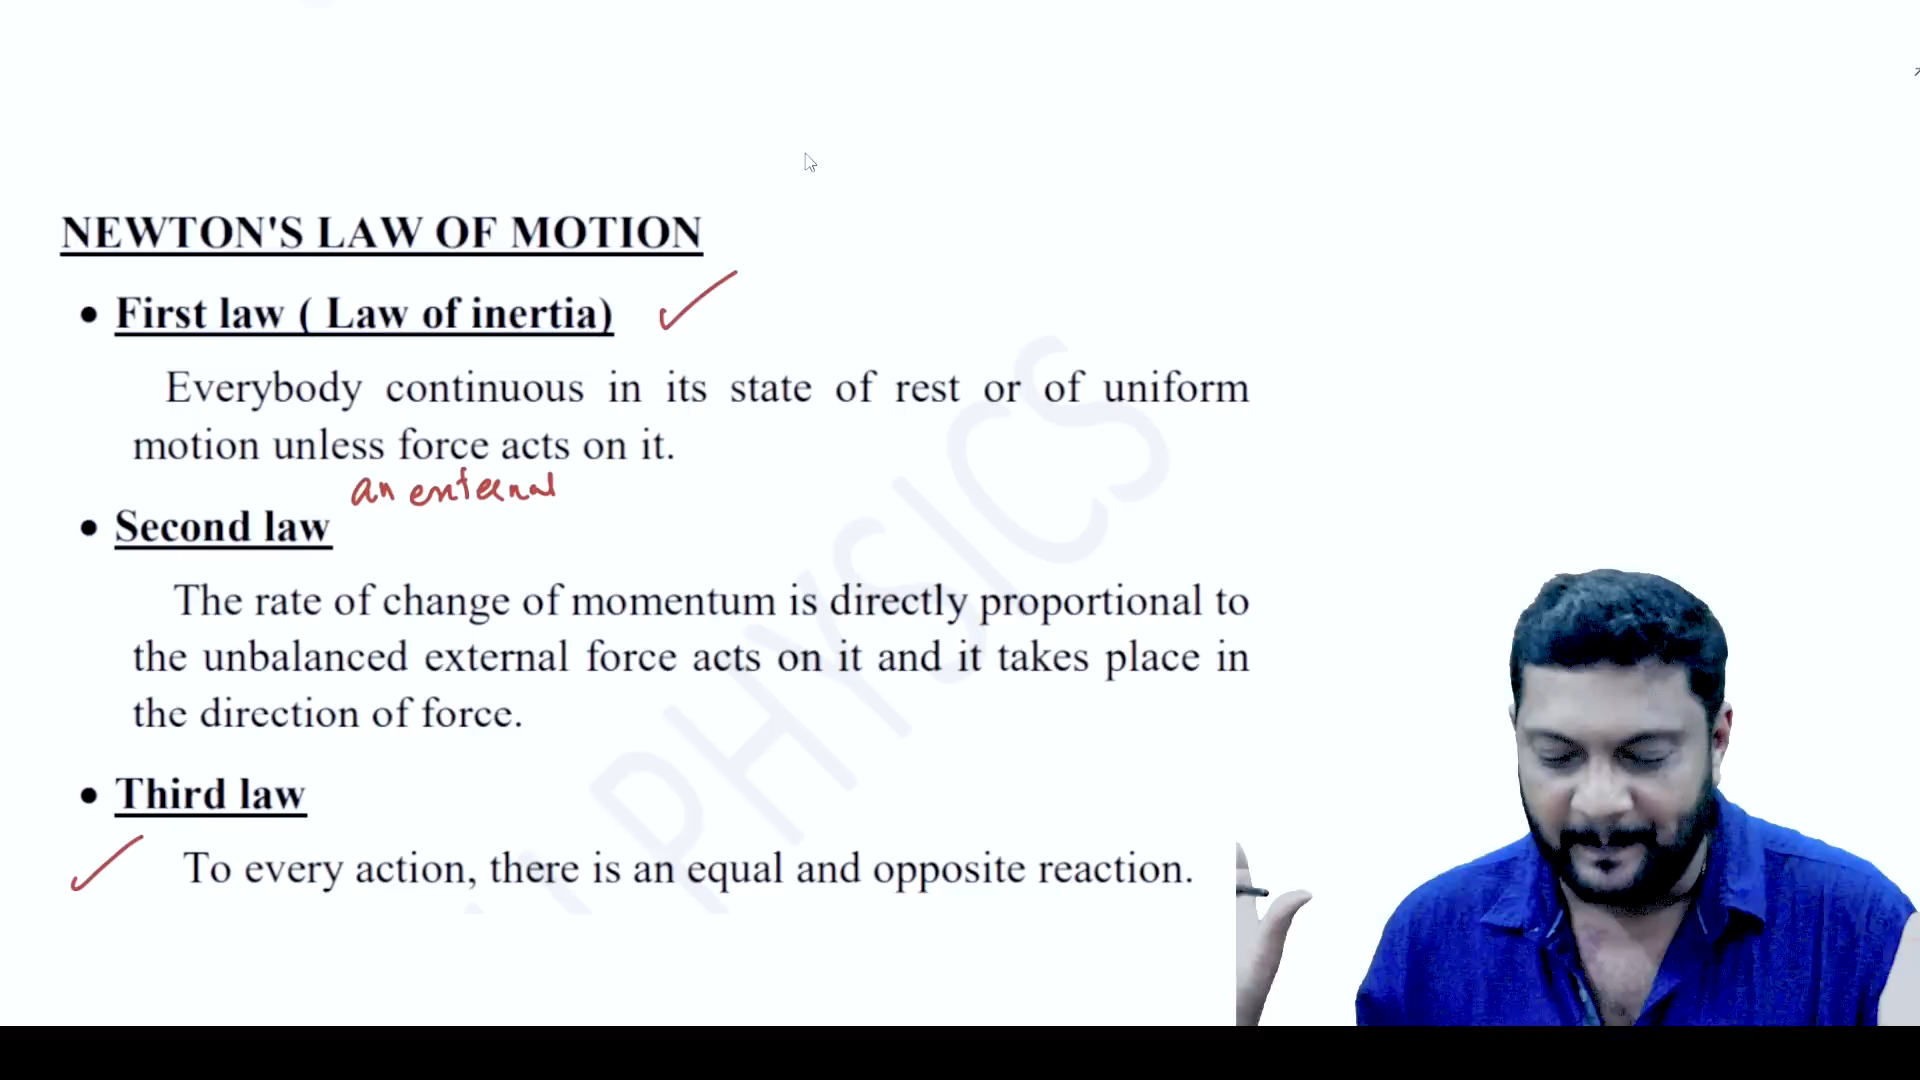 NEWTON'S LAW OF MOTION
• First law ( Law of inertia)
Everybody continuous in its state of rest or of uniform
motion unless force acts on it.
an external
• Second law
The rate of change of momentum is directly proportional to
the unbalanced external force acts on it and it takes place in
the direction of force.
• Third law
To every action, there is an equal and opposite reaction.
PHYSICS